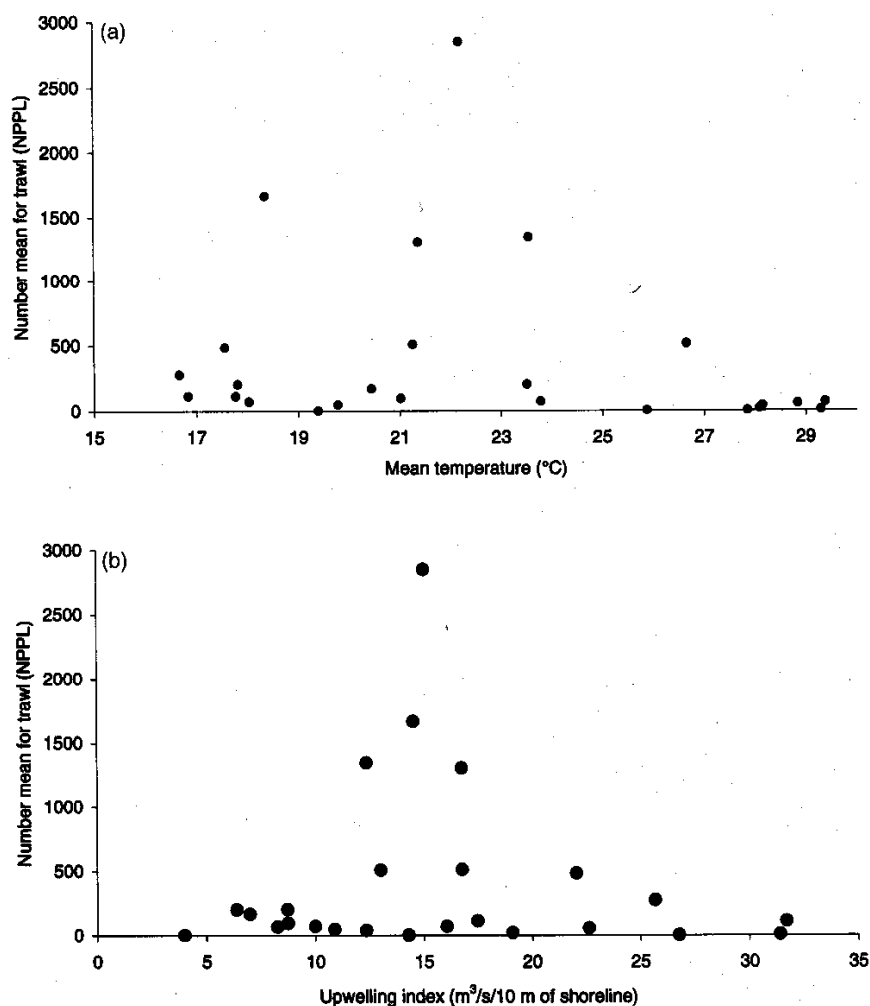 (a)
3000
2500
2000
1500
1000
500
0
Number mean for trawl (NPPL)
15 17 19 21 23 25 27 29
Mean temperature (°C)
(b)
3000
2500
2000
1500
1000
500
0
Number mean for trawl (NPPL)
0 5 10 15 20 25 30 35
Upwelling index (m³/s/10 m of shoreline)